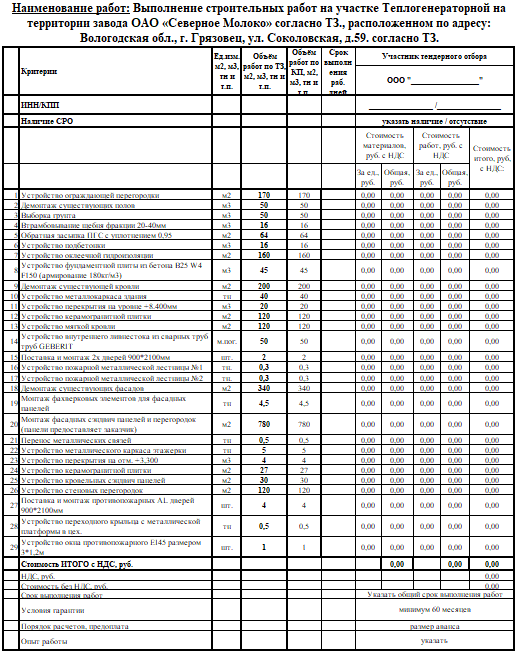 Наименование работ: Выполнение строительных работ на участке Теплогенераторной на
территории завода ОАО «Северное Молоко» согласно ТЗ., расположенном по адресу:
Вологодская обл., г. Грязовец, ул. Соколовская, д.59. согласно ТЗ.
Критерии Ед.изм. м2, м3, тн и т.п. Объём работ по ТЗ, м2, м3, тн и т.п. Объём работ по КП, м2, м3, тн и т.п. Срок выполнения раб. дней Участник тендерного отбора
ООО "________________"
ИНН/КПП ________________ /________________
Наличие СРО указать наличие / отсутствие
Стоимость материалов, руб. с НДС Стоимость работ, руб. с НДС Стоимость итого, руб. с НДС:
За ед., руб. Общая, руб. За ед., руб. Общая, руб.
1 Устройство ограждающей перегородки м2 170 170 0,00 0,00 0,00 0,00 0,00
2 Демонтаж существующих полов м3 50 50 0,00 0,00 0,00 0,00 0,00
3 Выборка грунта м3 50 50 0,00 0,00 0,00 0,00 0,00
4 Втрамбовывание щебня фракции 20-40мм м3 16 16 0,00 0,00 0,00 0,00 0,00
5 Обратная засыпка ПГС с уплотнением 0,95 м2 64 64 0,00 0,00 0,00 0,00 0,00
6 Устройство подбетонки м3 16 16 0,00 0,00 0,00 0,00 0,00
7 Устройство оклеечной гидроизоляции м2 160 160 0,00 0,00 0,00 0,00 0,00
8 Устройство фундаментной плиты из бетона В25 W4
F150 (армирование 180кг/м3) м3 45 45 0,00 0,00 0,00 0,00 0,00
9 Демонтаж существующей кровли м2 200 200 0,00 0,00 0,00 0,00 0,00
10 Устройство металлокаркаса здания тн 40 40 0,00 0,00 0,00 0,00 0,00
11 Устройство перекрытия на уровне +8.400мм м3 20 20 0,00 0,00 0,00 0,00 0,00
12 Устройство керамогранитной плитки м2 120 120 0,00 0,00 0,00 0,00 0,00
13 Устройство мягкой кровли м2 120 120 0,00 0,00 0,00 0,00 0,00
14 Устройство внутреннего ливнестока из сварных труб
труб GEBERIT м.пог. 50 50 0,00 0,00 0,00 0,00 0,00
15 Поставка и монтаж 2х дверей 900*2100мм шт. 2 2 0,00 0,00 0,00 0,00 0,00
16 Устройство пожарной металлической лестницы №1 тн. 0,3 0,3 0,00 0,00 0,00 0,00 0,00
17 Устройство пожарной металлической лестницы №2 тн. 0,3 0,3 0,00 0,00 0,00 0,00 0,00
18 Демонтаж существующих фасадов м2 340 340 0,00 0,00 0,00 0,00 0,00
19 Монтаж фахверковых элементов для фасадных
панелей тн 4,5 4,5 0,00 0,00 0,00 0,00 0,00
20 Монтаж фасадных сэндвич панелей и перегородок
(панели предоставляет заказчик) м2 780 780 0,00 0,00 0,00 0,00 0,00
21 Перенос металлических связей тн 0,5 0,5 0,00 0,00 0,00 0,00 0,00
22 Устройство металлического каркаса этажерки тн 5 5 0,00 0,00 0,00 0,00 0,00
23 Устройство перекрытия на отм. +3,300 м3 4 4 0,00 0,00 0,00 0,00 0,00
24 Устройство керамогранитной плитки м2 27 27 0,00 0,00 0,00 0,00 0,00
25 Устройство кровельных сэндвич панелей м2 30 30 0,00 0,00 0,00 0,00 0,00
26 Устройство стеновых перегородок м2 120 120 0,00 0,00 0,00 0,00 0,00
27 Поставка и монтаж противопожарных AL дверей
900*2100мм шт. 4 4 0,00 0,00 0,00 0,00 0,00
28 Устройство переходного крыльца с металлической
платформы в цех. тн 0,5 0,5 0,00 0,00 0,00 0,00 0,00
29 Устройство окна противопожарного EI45 размером
3*1,2м шт. 1 1 0,00 0,00 0,00 0,00 0,00
Стоимость ИТОГО с НДС, руб. 0,00 0,00 0,00
НДС, руб. 0,00
Стоимость без НДС, руб. 0,00
Срок выполнения работ Указать общий срок выполнения работ
Условия гарантии минимум 60 месяцев
Порядок расчетов, предоплата размер аванса
Опыт работы указать